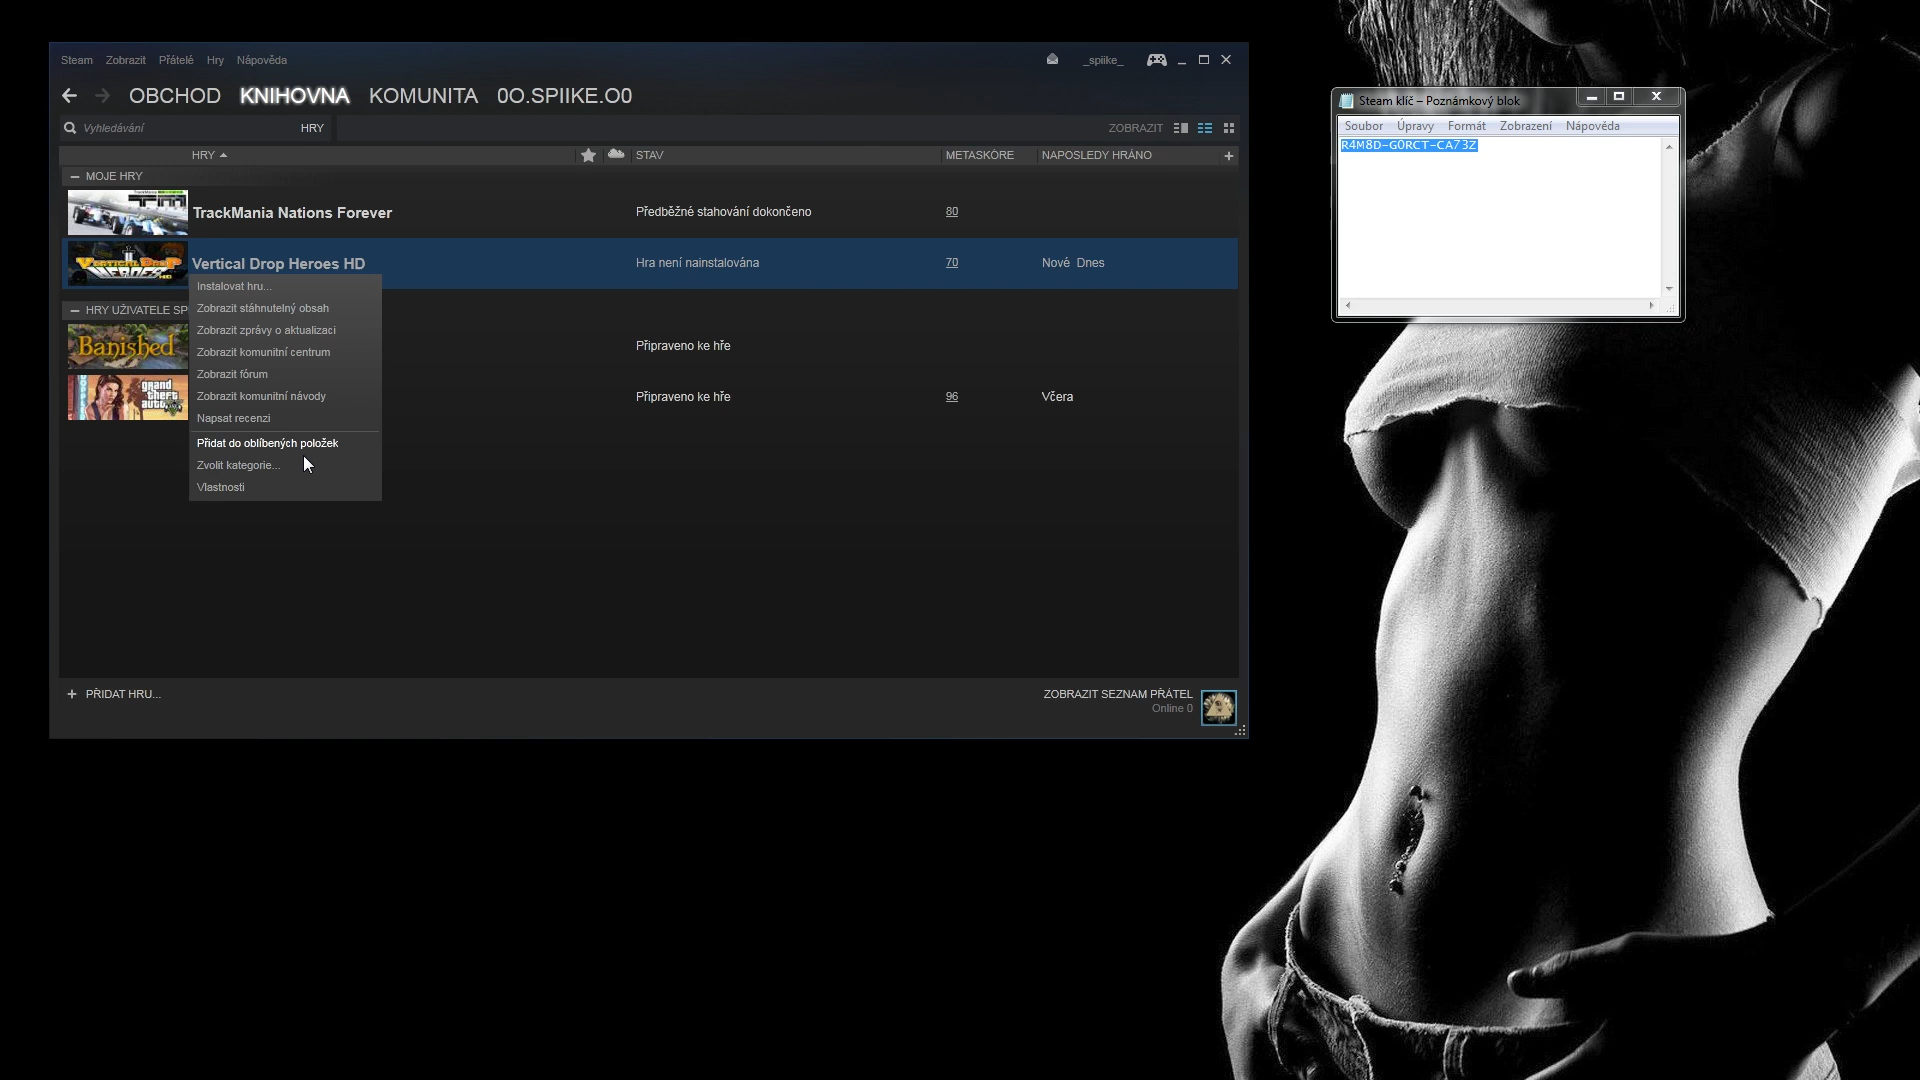 Steam Zobrazit Přátelé Hry Nápověda
_spiike_
OBCHOD KNIHOVNA KOMUNITA 0O.SPIIKE.O0
Vyhledávání HRY ZOBRAZIT
HRY STAV METASKÓRE NAPOSLEDY HRÁNO +
— MOJE HRY
TrackMania Nations Forever Předběžné stahování dokončeno 80
Vertical Drop Heroes HD Hra není nainstalována 70 Nové Dnes
Instalovat hru...
Zobrazit stáhnutelný obsah
Zobrazit zprávy o aktualizaci
Zobrazit komunitní centrum
Zobrazit fórum
Zobrazit komunitní návody
Napsat recenzi
Přidat do oblíbených položek
Zvolit kategorie...
Vlastnosti
— HRY UŽIVATELE SP
Banished Připraveno ke hře
grand theft auto V Připraveno ke hře 96 Včera
+ PŘIDAT HRU...
ZOBRAZIT SEZNAM PŘÁTEL
Online 0
Steam klíč – Poznámkový blok
Soubor Úpravy Formát Zobrazení Nápověda
R4M8D-G0RCT-CA73Z